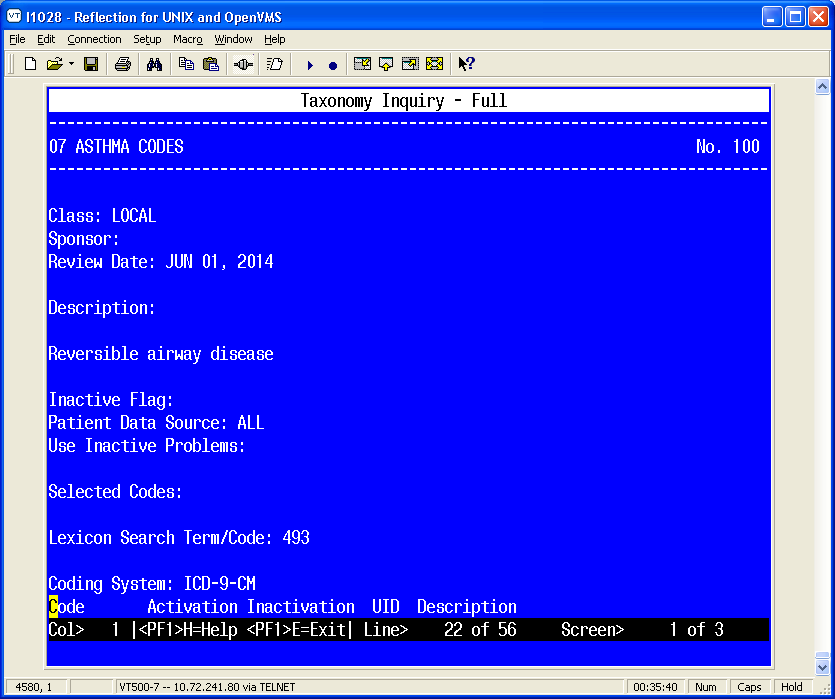 I1028 - Reflection for UNIX and OpenVMS
File Edit Connection Setup Macro Window Help
Taxonomy Inquiry - Full
--------------------------------------------------------------------------------
07 ASTHMA CODES No. 100
--------------------------------------------------------------------------------
Class: LOCAL
Sponsor:
Review Date: JUN 01, 2014
Description:
Reversible airway disease
Inactive Flag:
Patient Data Source: ALL
Use Inactive Problems:
Selected Codes:
Lexicon Search Term/Code: 493
Coding System: ICD-9-CM
Code Activation Inactivation UID Description
Col> 1 |<PF1>H=Help <PF1>E=Exit| Line> 22 of 56 Screen> 1 of 3
4580, 1 VT500-7 -- 10.72.241.80 via TELNET 00:35:40 Num Caps Hold